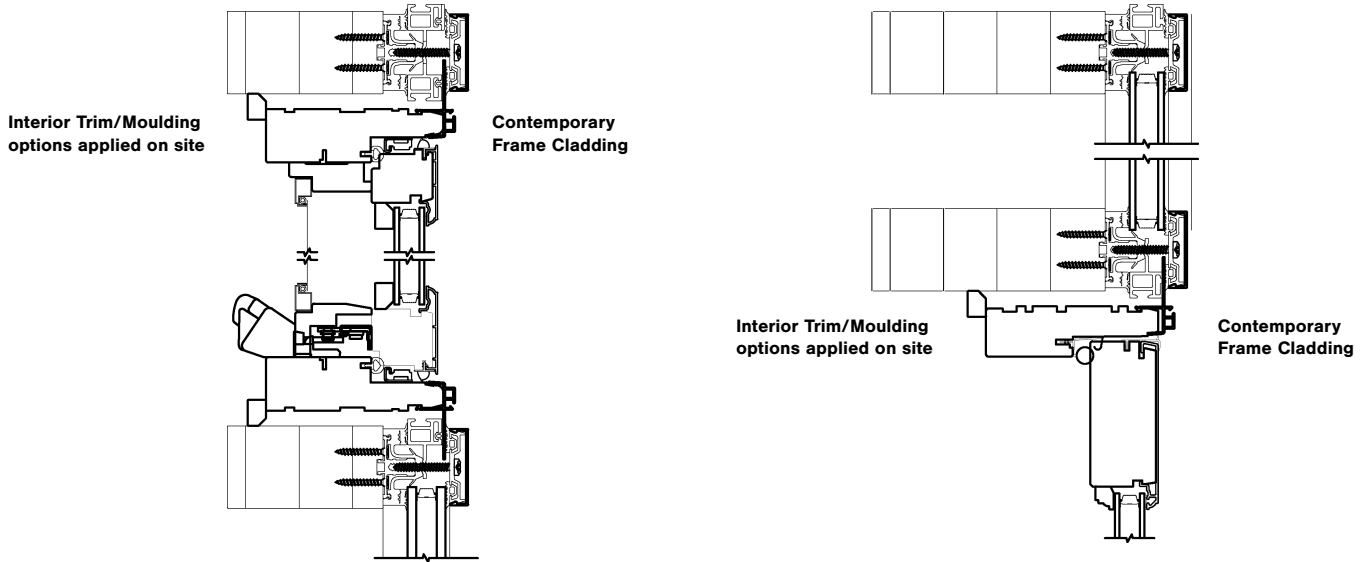 Interior Trim/Moulding
options applied on site
Contemporary
Frame Cladding
Interior Trim/Moulding
options applied on site
Contemporary
Frame Cladding